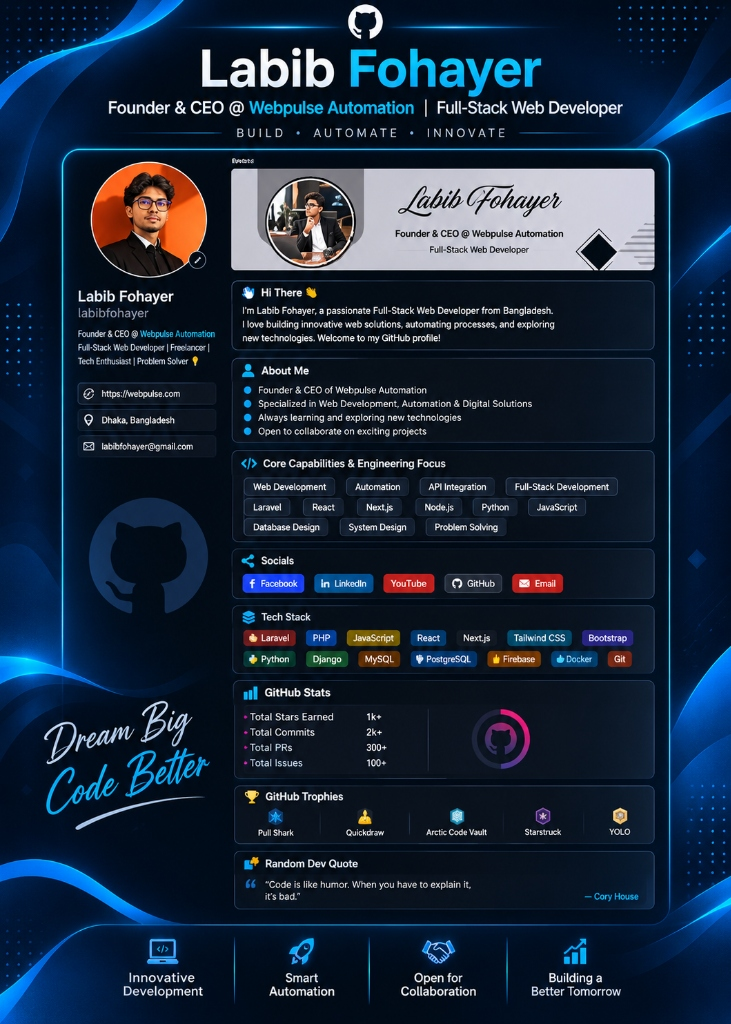 Labib Fohayer
Founder & CEO @ Webpulse Automation | Full-Stack Web Developer
BUILD • AUTOMATE • INNOVATE
Labib Fohayer
labibfohayer
Founder & CEO @ Webpulse Automation
Full-Stack Web Developer | Freelancer |
Tech Enthusiast | Problem Solver 💡
https://webpulse.com
Dhaka, Bangladesh
labibfohayer@gmail.com
Labib Fohayer
Founder & CEO @ Webpulse Automation
Full-Stack Web Developer
Hi There 👋
I'm Labib Fohayer, a passionate Full-Stack Web Developer from Bangladesh.
I love building innovative web solutions, automating processes, and exploring
new technologies. Welcome to my GitHub profile!
About Me
Founder & CEO of Webpulse Automation
Specialized in Web Development, Automation & Digital Solutions
Always learning and exploring new technologies
Open to collaborate on exciting projects
</> Core Capabilities & Engineering Focus
Web Development Automation API Integration Full-Stack Development
Laravel React Next.js Node.js Python JavaScript
Database Design System Design Problem Solving
Socials
Facebook LinkedIn YouTube GitHub Email
Tech Stack
Laravel PHP JavaScript React Next.js Tailwind CSS Bootstrap
Python Django MySQL PostgreSQL Firebase Docker Git
GitHub Stats
Total Stars Earned 1k+
Total Commits 2k+
Total PRs 300+
Total Issues 100+
GitHub Trophies
Pull Shark Quickdraw Arctic Code Vault Starstruck YOLO
Random Dev Quote
"Code is like humor. When you have to explain it,
it's bad."
— Cory House
Dream Big
Code Better
Innovative
Development
Smart
Automation
Open for
Collaboration
Building a
Better Tomorrow